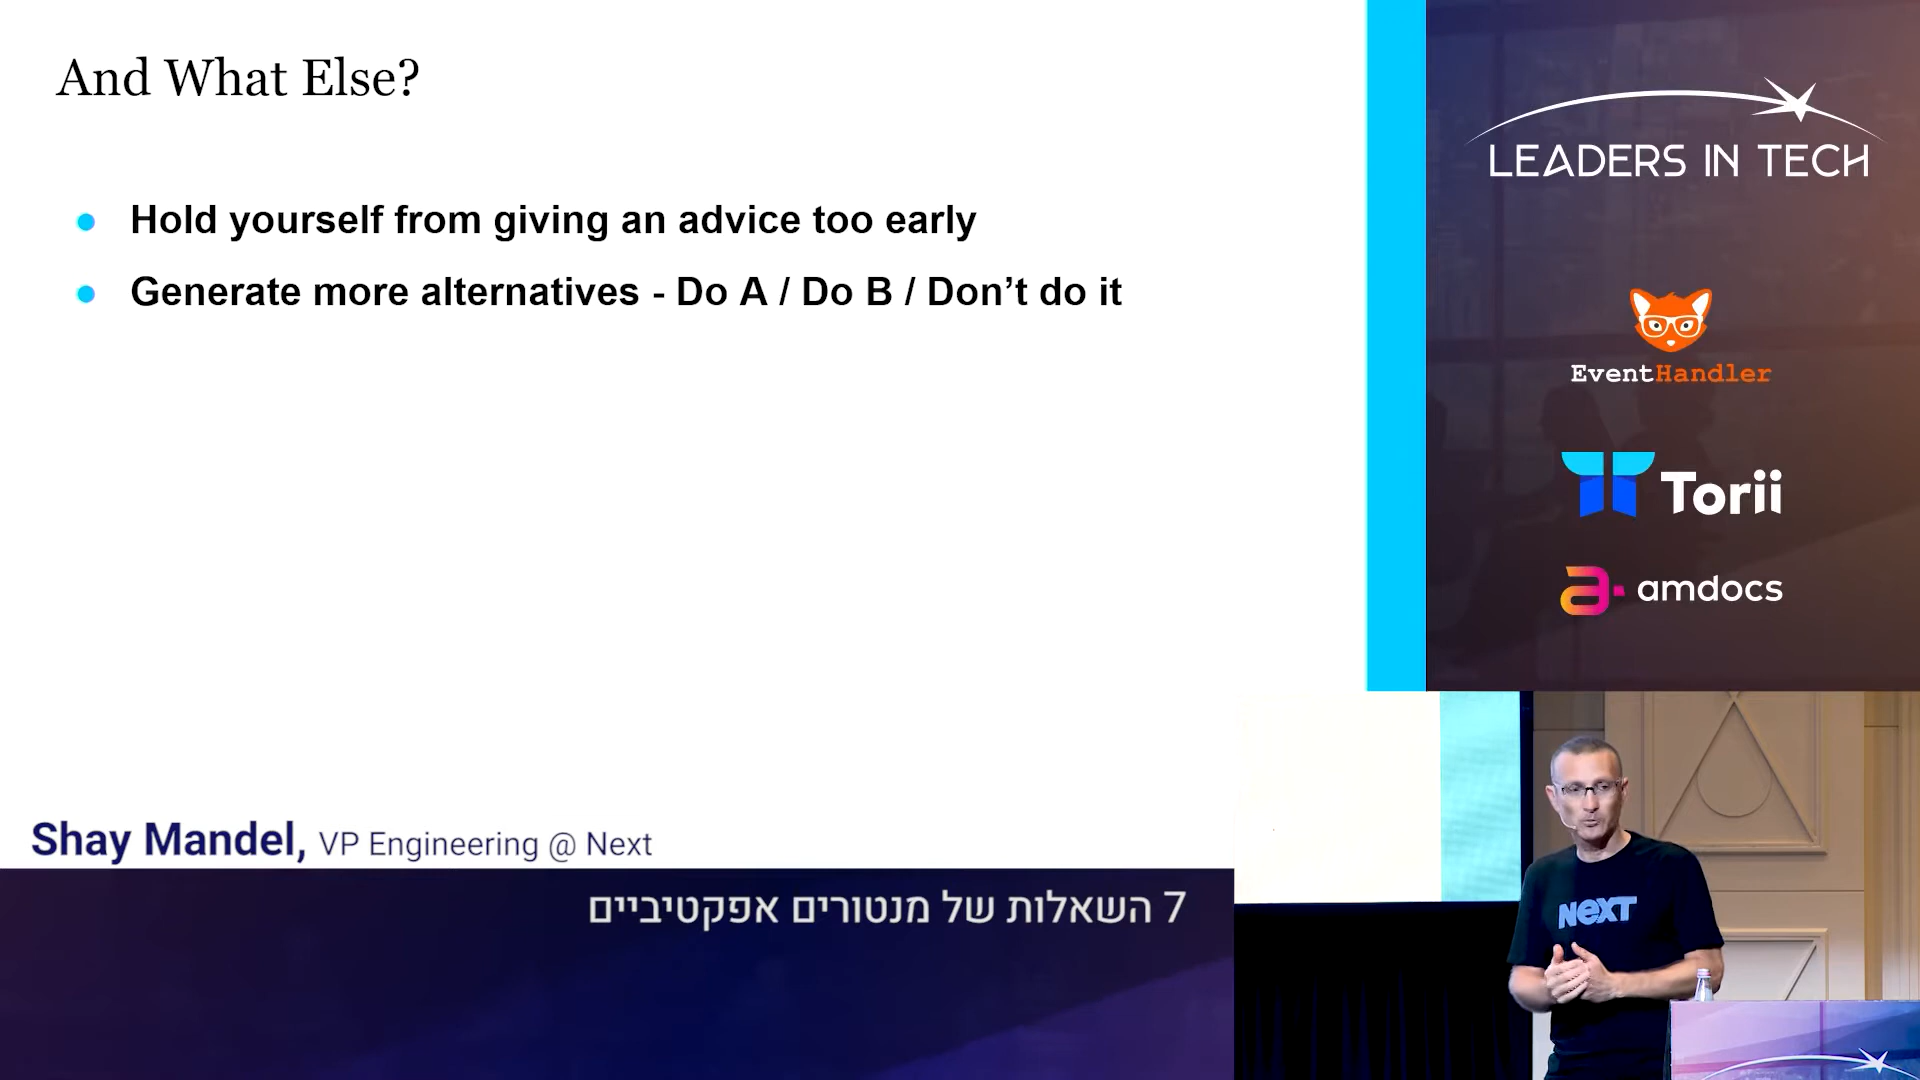 And What Else?
Hold yourself from giving an advice too early
Generate more alternatives - Do A / Do B / Don’t do it
Shay Mandel, VP Engineering @ Next
7 השאלות של מנטורים אפקטיביים
LEADERS IN TECH
EventHandler
Torii
amdocs
NEXT